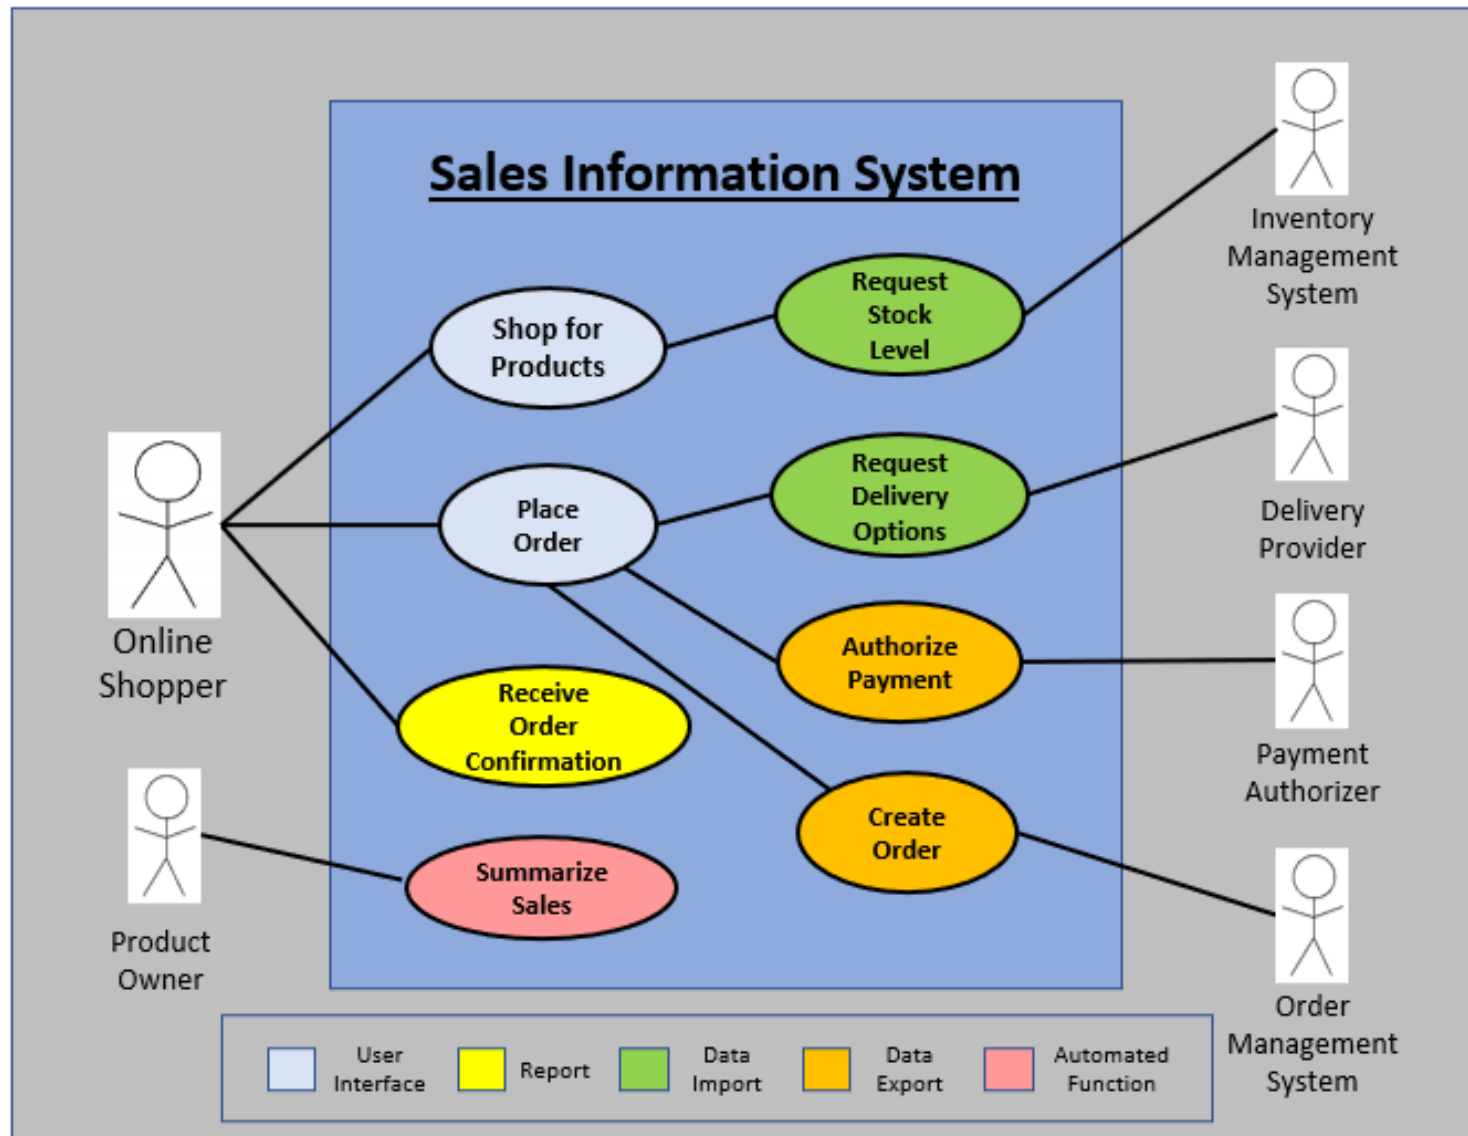 Sales Information System
Shop for
Products
Place
Order
Receive
Order
Confirmation
Summarize
Sales
Request
Stock
Level
Request
Delivery
Options
Authorize
Payment
Create
Order
Online
Shopper
Product
Owner
Inventory
Management
System
Delivery
Provider
Payment
Authorizer
Order
Management
System
User
Interface
Report
Data
Import
Data
Export
Automated
Function